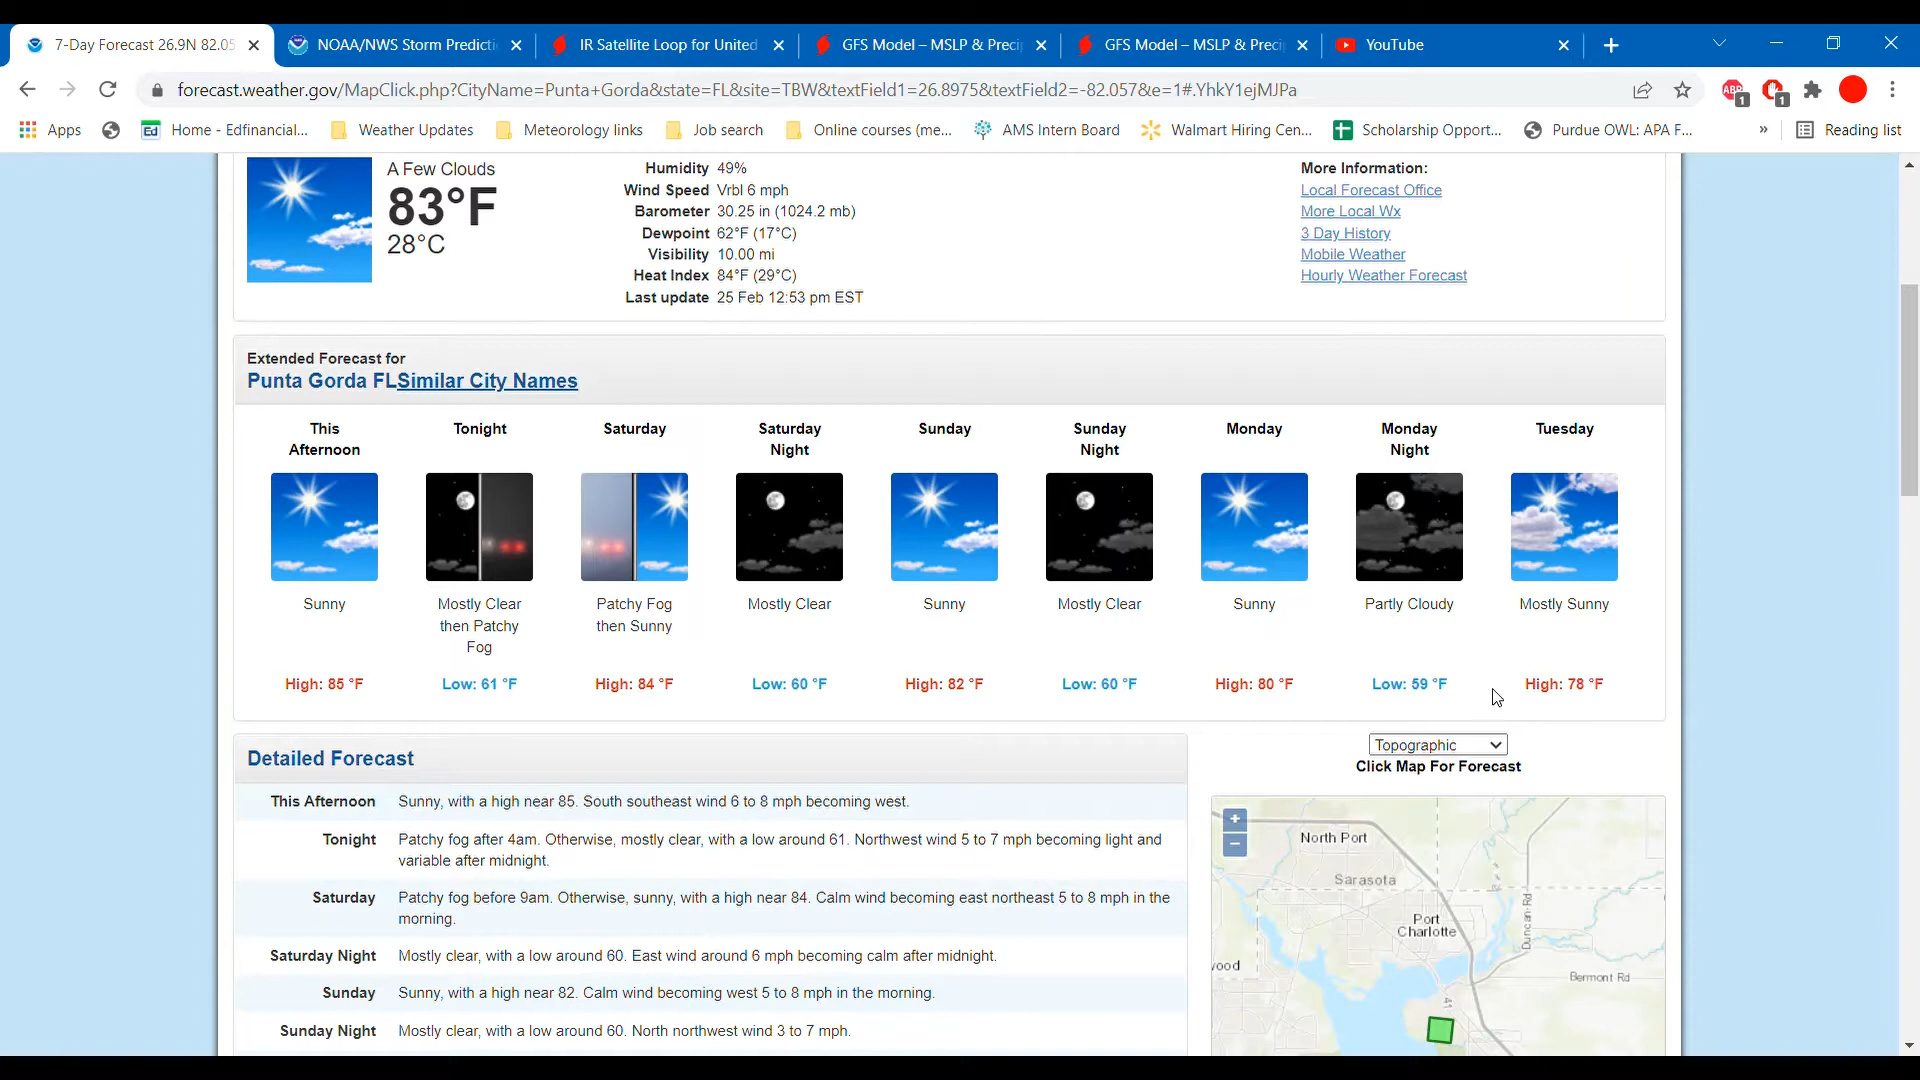 7-Day Forecast 26.9N 82.05
NOAA/NWS Storm Predicti
IR Satellite Loop for United
GFS Model – MSLP & Preci
GFS Model – MSLP & Preci
YouTube
forecast.weather.gov/MapClick.php?CityName=Punta+Gorda&state=FL&site=TBW&textField1=26.8975&textField2=-82.057&e=1#.YhkY1ejMJPa
ABP
1
1
Apps
Ed
Home - Edfinancial...
Weather Updates
Meteorology links
Job search
Online courses (me...
AMS Intern Board
Walmart Hiring Cen...
Scholarship Opport...
Purdue OWL: APA F...
»
Reading list
A Few Clouds
83°F
28°C
Humidity 49%
Wind Speed Vrbl 6 mph
Barometer 30.25 in (1024.2 mb)
Dewpoint 62°F (17°C)
Visibility 10.00 mi
Heat Index 84°F (29°C)
Last update 25 Feb 12:53 pm EST
More Information:
Local Forecast Office
More Local Wx
3 Day History
Mobile Weather
Hourly Weather Forecast
Extended Forecast for
Punta Gorda FLSimilar City Names
This
Afternoon
Sunny
High: 85 °F
Tonight
Mostly Clear
then Patchy
Fog
Low: 61 °F
Saturday
Patchy Fog
then Sunny
High: 84 °F
Saturday
Night
Mostly Clear
Low: 60 °F
Sunday
Sunny
High: 82 °F
Sunday
Night
Mostly Clear
Low: 60 °F
Monday
Sunny
High: 80 °F
Monday
Night
Partly Cloudy
Low: 59 °F
Tuesday
Mostly Sunny
High: 78 °F
Detailed Forecast
This Afternoon Sunny, with a high near 85. South southeast wind 6 to 8 mph becoming west.
Tonight Patchy fog after 4am. Otherwise, mostly clear, with a low around 61. Northwest wind 5 to 7 mph becoming light and
variable after midnight.
Saturday Patchy fog before 9am. Otherwise, sunny, with a high near 84. Calm wind becoming east northeast 5 to 8 mph in the
morning.
Saturday Night Mostly clear, with a low around 60. East wind around 6 mph becoming calm after midnight.
Sunday Sunny, with a high near 82. Calm wind becoming west 5 to 8 mph in the morning.
Sunday Night Mostly clear, with a low around 60. North northwest wind 3 to 7 mph.
Topographic
Click Map For Forecast
+
−
North Port
Sarasota
Port
Charlotte
Duncan Rd
wood
Bermont Rd
41